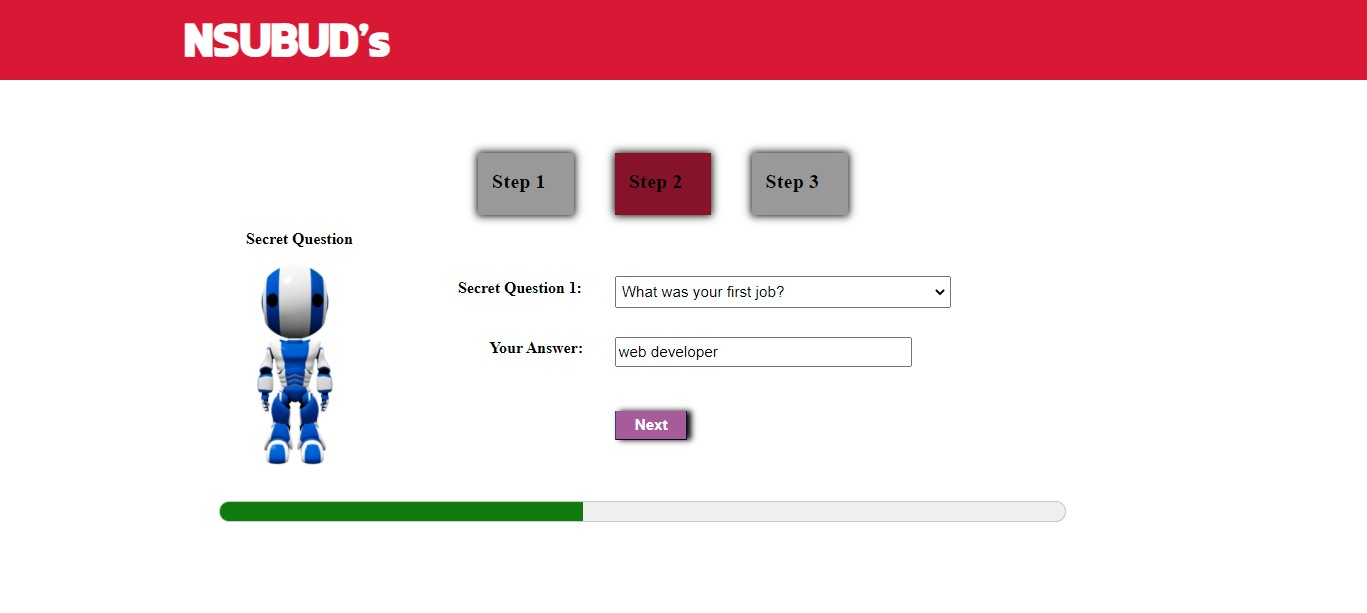 NSUBUD's
Step 1
Step 2
Step 3
Secret Question
Secret Question 1:
What was your first job?
Your Answer:
web developer
Next